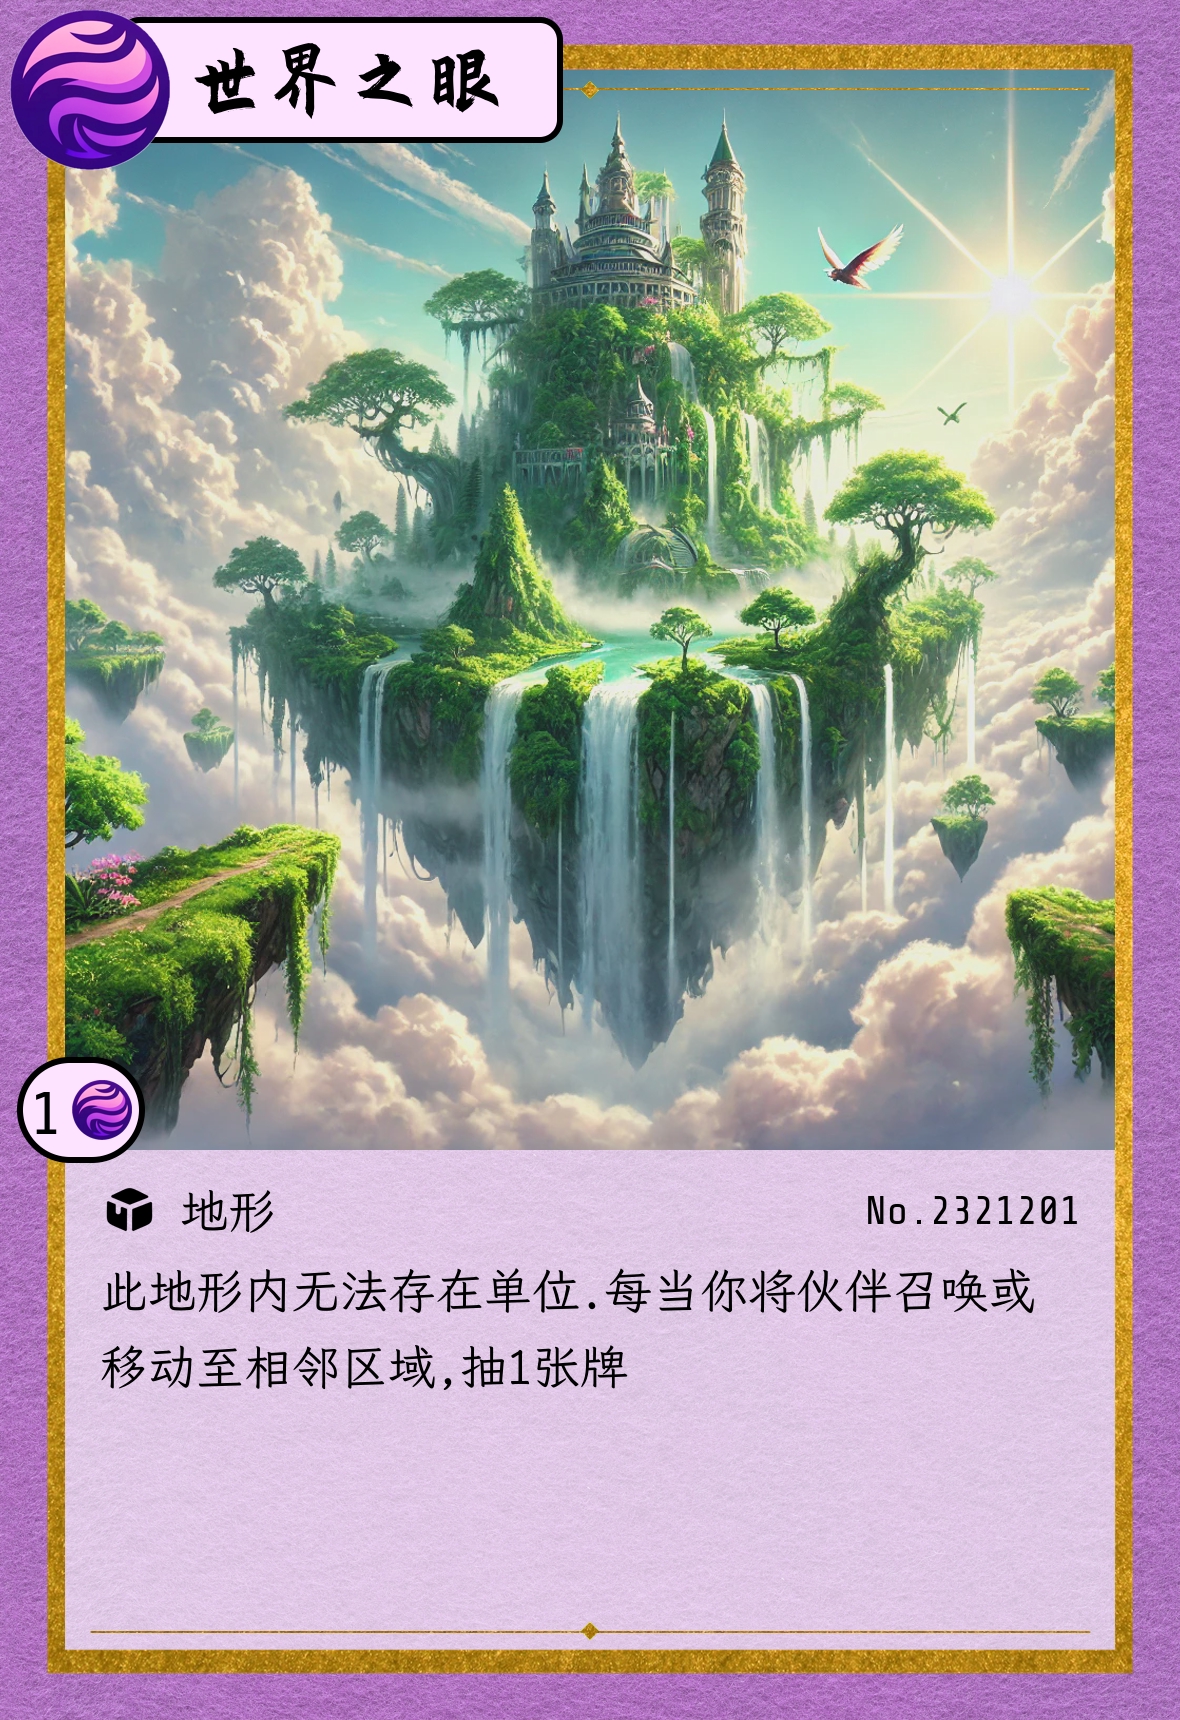 世界之眼
1
地形
No.2321201
此地形内无法存在单位.每当你将伙伴召唤或
移动至相邻区域,抽1张牌